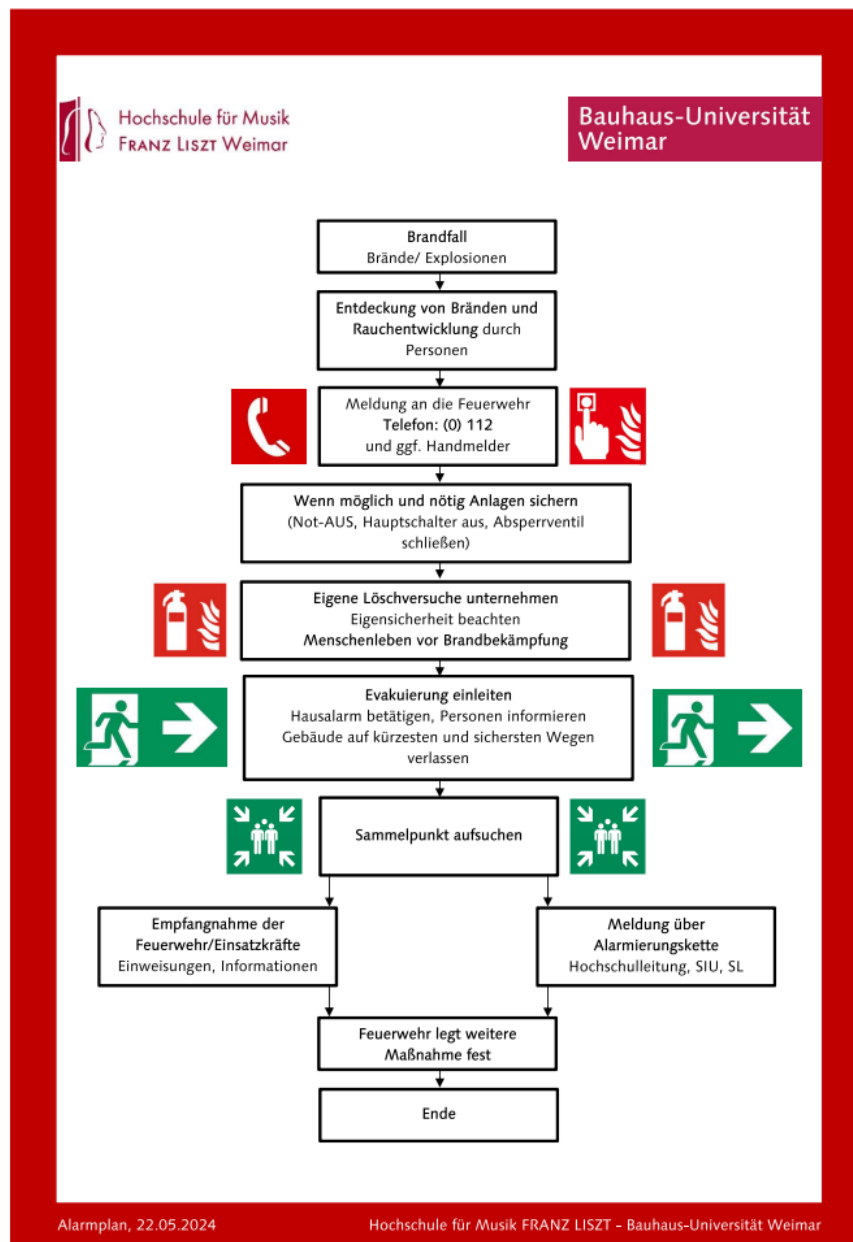 Hochschule für Musik
FRANZ LISZT Weimar
Bauhaus-Universität
Weimar
Brandfall
Brände/ Explosionen
Entdeckung von Bränden und
Rauchentwicklung durch
Personen
Meldung an die Feuerwehr
Telefon: (0) 112
und ggf. Handmelder
Wenn möglich und nötig Anlagen sichern
(Not-AUS, Hauptschalter aus, Absperrventil
schließen)
Eigene Löschversuche unternehmen
Eigensicherheit beachten
Menschenleben vor Brandbekämpfung
Evakuierung einleiten
Hausalarm betätigen, Personen informieren
Gebäude auf kürzesten und sichersten Wegen
verlassen
Sammelpunkt aufsuchen
Empfangnahme der
Feuerwehr/Einsatzkräfte
Einweisungen, Informationen
Meldung über
Alarmierungskette
Hochschulleitung, SIU, SL
Feuerwehr legt weitere
Maßnahme fest
Ende
Alarmplan, 22.05.2024
Hochschule für Musik FRANZ LISZT – Bauhaus-Universität Weimar